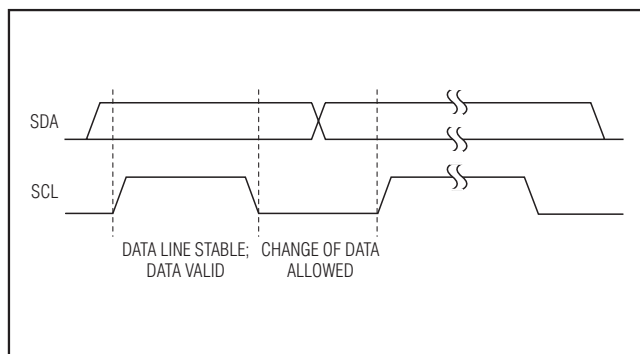 SDA
SCL
DATA LINE STABLE;
DATA VALID
CHANGE OF DATA
ALLOWED